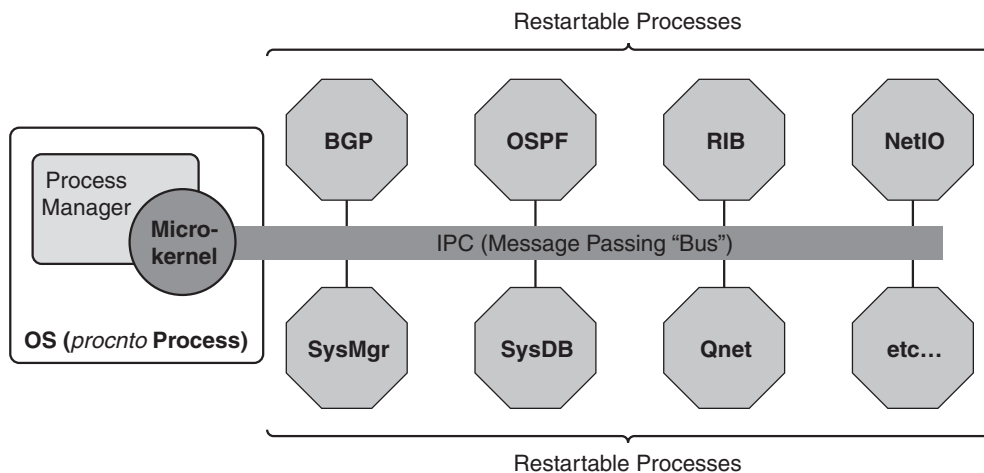 Restartable Processes
BGP
OSPF
RIB
NetIO
Process
Manager
Micro-
kernel
IPC (Message Passing “Bus”)
OS (procnto Process)
SysMgr
SysDB
Qnet
etc...
Restartable Processes